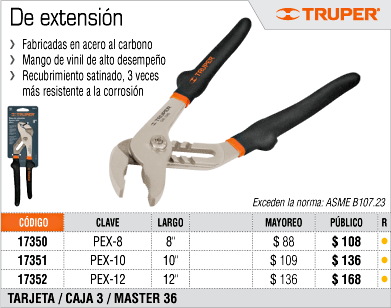 De extensión
TRUPER
Fabricadas en acero al carbono
Mango de vinil de alto desempeño
Recubrimiento satinado, 3 veces
más resistente a la corrosión
TRUPER
Exceden la norma: ASME B107.23
CÓDIGO CLAVE LARGO MAYOREO PÚBLICO R
17350 PEX-8 8" $ 88 $ 108
17351 PEX-10 10" $ 109 $ 136
17352 PEX-12 12" $ 136 $ 168
TARJETA / CAJA 3 / MASTER 36